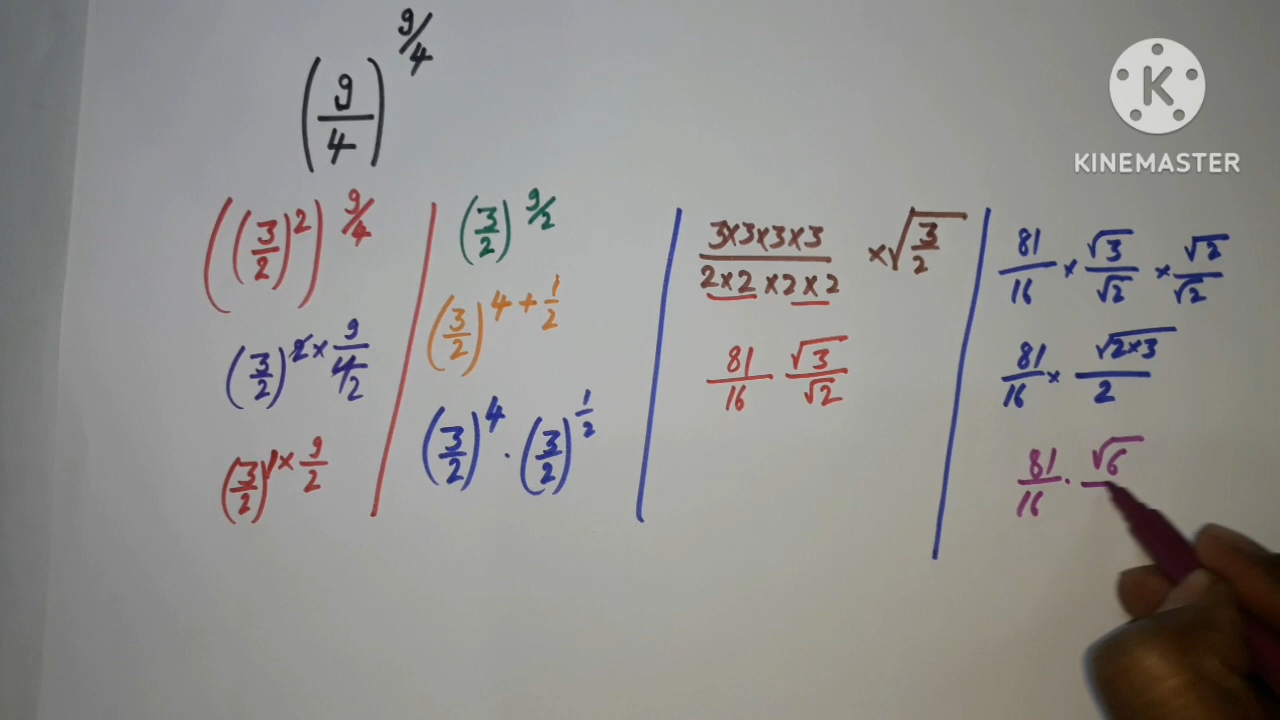 (9/4)^9/4
K
KINEMASTER
((3/2)^2)^9/4
(3/2)^2×9/4/2
(3/2)^1×9/2
(3/2)^9/2
(3/2)^4+1/2
(3/2)^4 · (3/2)^1/2
3×3×3×3/2×2×2×2 ×√3/2
81/16 √3/√2
81/16 × √3/√2 × √2/√2
81/16 × √2×3/2
81/16 · √6